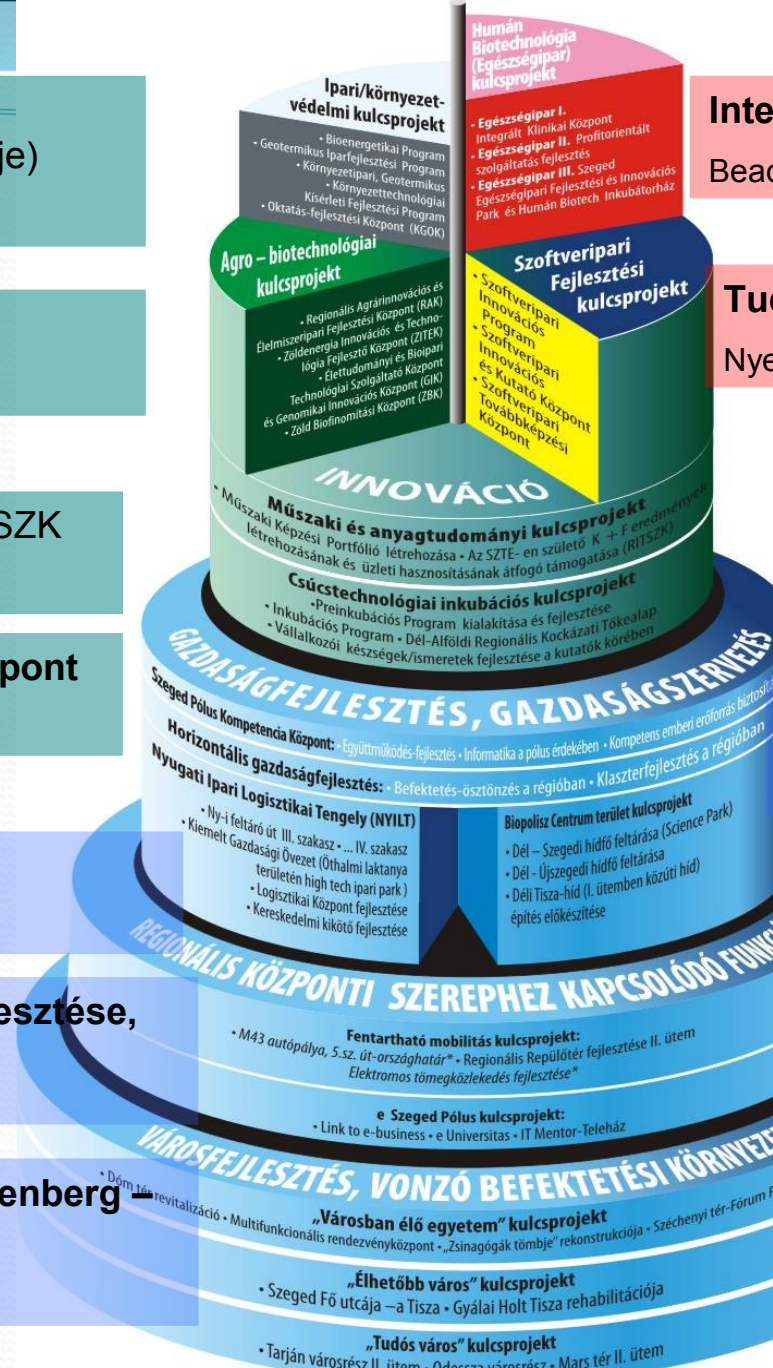 je)
SZK
pont
esztése,
enberg –
Inte
Beac
Tud
Nye
Ipari/környezet-
védelmi kulcsprojekt
• Bioenergetikai Program
• Geotermikus Iparfejlesztési Program
• Környezetipari, Geotermikus
• Környezettechnológiai
Kísérleti Fejlesztési Program
• Oktatás-fejlesztési Központ (KGOK)
Humán
Biotechnológia
(Egészségipar)
kulcsprojekt
• Egészségipar I.
Integrált Klinikai Központ
• Egészségipar II. Profitorientált
szolgáltatás fejlesztés
• Egészségipar III. Szeged
Egészségipari Fejlesztési és Innovációs
Park és Humán Biotech Inkubátorház
Agro – biotechnológiai
kulcsprojekt
• Regionális Agrárinnovációs és
Élelmiszeripari Fejlesztési Központ (RAK)
• Zöldenergia Innovációs és Techno-
lógia Fejlesztő Központ (ZITEK)
• Élettudományi és Bioipari
Technológiai Szolgáltató Központ
és Genomikai Innovációs Központ (GIK)
• Zöld Biofinomítási Központ (ZBK)
Szoftveripari
Fejlesztési
kulcsprojekt
• Szoftveripari
Innovációs
Program
• Szoftveripari
Innovációs
és Kutató Központ
• Szoftveripari
Továbbképzési
Központ
INNOVÁCIÓ
Műszaki és anyagtudományi kulcsprojekt
• Műszaki Képzési Portfólió létrehozása • Az SZTE- en születő K + F eredmények
létrehozásának és üzleti hasznosításának átfogó támogatása (RITSZK)
Csúcstechnológiai inkubációs kulcsprojekt
•Preinkubációs Program kialakítása és fejlesztése
• Inkubációs Program • Dél-Alföldi Regionális Kockázati Tőkealap
• Vállalkozói készségek/ismeretek fejlesztése a kutatók körében
GAZDASÁGFEJLESZTÉS, GAZDASÁGSZERVEZÉS
Szeged Pólus Kompetencia Központ: • Együttműködés-fejlesztés • Informatika a pólus érdekében • Kompetens emberi erőforrás biztosítá
Horizontális gazdaságfejlesztés: • Befektetés-ösztönzés a régióban • Klaszterfejlesztés a régióban
Nyugati Ipari Logisztikai Tengely (NYILT)
• Ny-i feltáró út III. szakasz • ... IV. szakasz
• Kiemelt Gazdasági Övezet (Öthalmi laktanya
területén high tech ipari park )
• Logisztikai Központ fejlesztése
• Kereskedelmi kikötő fejlesztése
Biopolisz Centrum terület kulcsprojekt
• Dél – Szegedi hídfő feltárása (Science Park)
• Dél - Újszegedi hídfő feltárása
• Déli Tisza-híd (I. ütemben közúti híd)
építés előkészítése
REGIONÁLIS KÖZPONTI SZEREPHEZ KAPCSOLÓDÓ FUNKCI
Fentartható mobilitás kulcsprojekt:
• M43 autópálya, 5.sz. út-országhatár* • Regionális Repülőtér fejlesztése II. ütem
Elektromos tömegközlekedés fejlesztése*
e Szeged Pólus kulcsprojekt:
• Link to e-business • e Universitas • IT Mentor-Teleház
VÁROSFEJLESZTÉS, VONZÓ BEFEKTETÉSI KÖRNYEZE
„Városban élő egyetem” kulcsprojekt
• Dóm tér revitalizáció • Multifunkcionális rendezvényközpont • „Zsinagógák tömbje” rekonstrukciója • Széchenyi tér-Fórum F
„Élhetőbb város” kulcsprojekt
• Szeged Fő utcája –a Tisza • Gyálai Holt Tisza rehabilitációja
„Tudós város” kulcsprojekt
• Tarján városrész II. ütem • Odessza városrész • Mars tér II. ütem